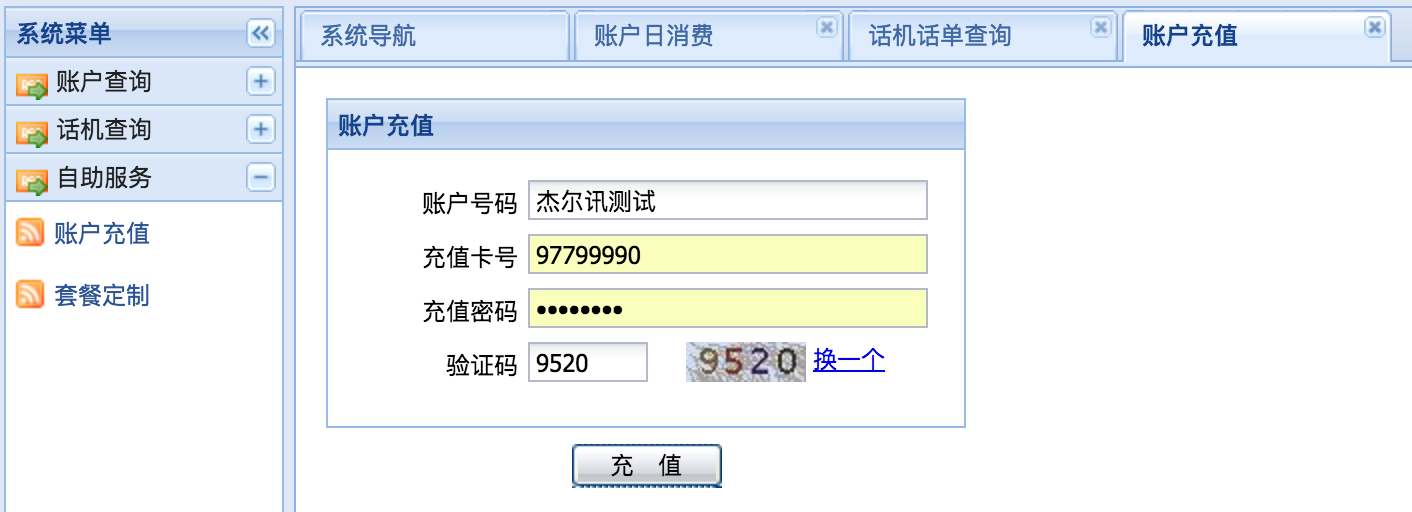 系统菜单
账户查询
话机查询
自助服务
账户充值
套餐定制
系统导航
账户日消费
话机话单查询
账户充值
账户充值
账户号码 杰尔讯测试
充值卡号 97799990
充值密码 ••••••••
验证码 9520 9520 换一个
充 值